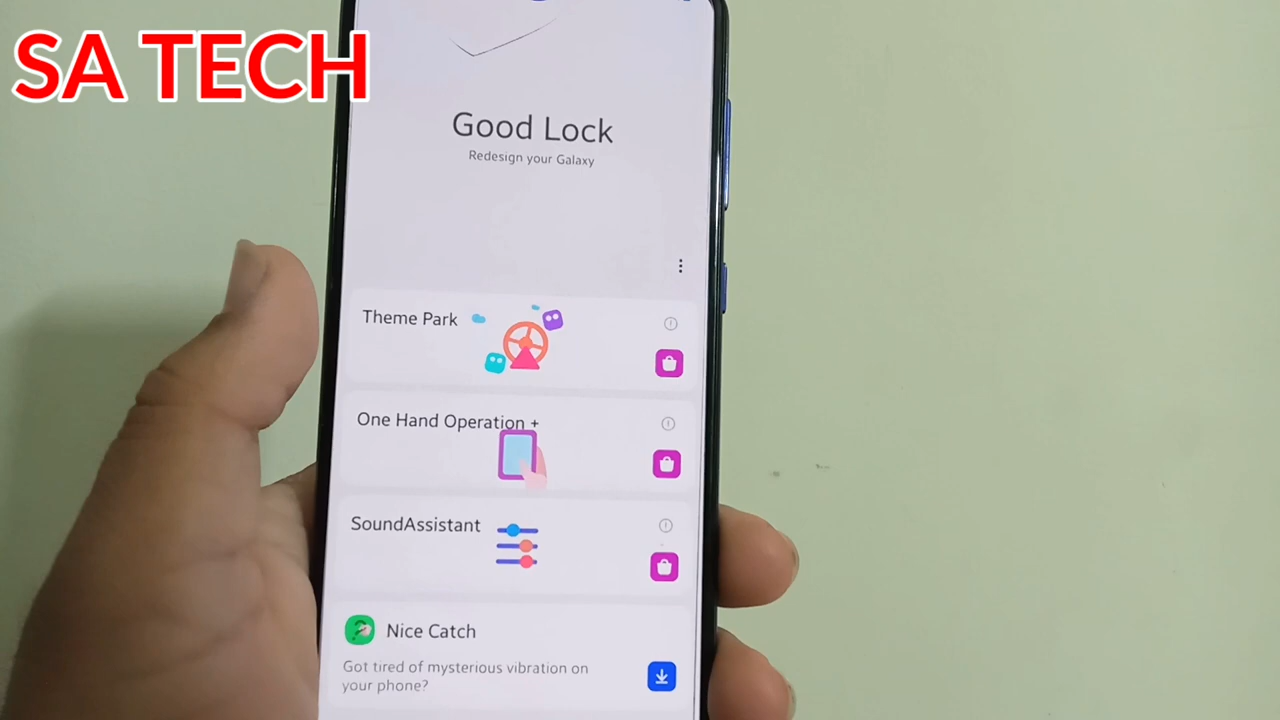 SA TECH
Good Lock
Redesign your Galaxy
Theme Park
One Hand Operation +
SoundAssistant
Nice Catch
Got tired of mysterious vibration on
your phone?